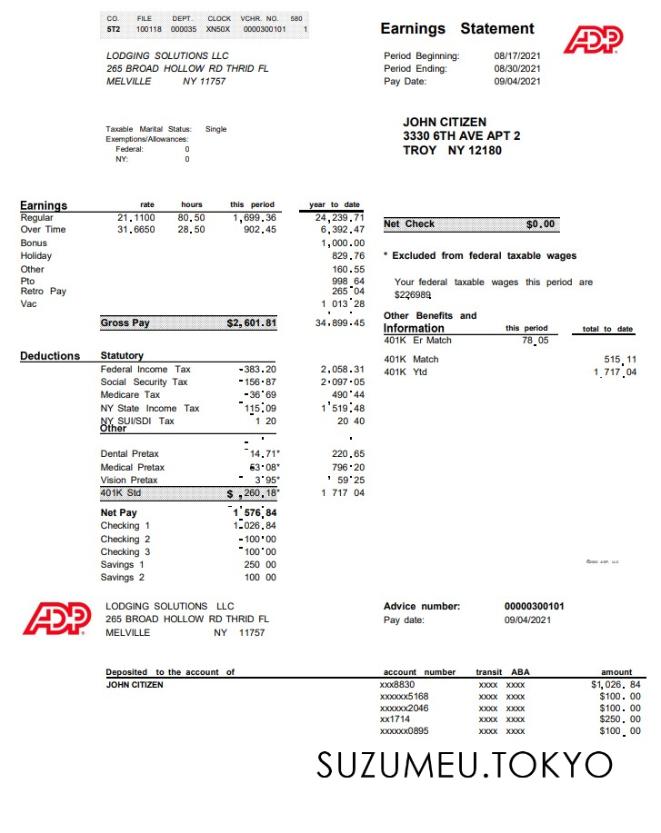 CO. FILE DEPT. CLOCK VCHR. NO. 580
5T2 100118 000035 XN50X 0000300101 1
LODGING SOLUTIONS LLC
265 BROAD HOLLOW RD THRID FL
MELVILLE NY 11757
Earnings Statement
ADP
Period Beginning: 08/17/2021
Period Ending: 08/30/2021
Pay Date: 09/04/2021
Taxable Marital Status: Single
Exemptions/Allowances:
Federal: 0
NY: 0
JOHN CITIZEN
3330 6TH AVE APT 2
TROY NY 12180
Earnings rate hours this period year to date
Regular 21.1100 80.50 1,699.36 24,239.71
Over Time 31.6650 28.50 902.45 6,392.47
Bonus 1,000.00
Holiday 829.76
Other 160.55
Pto 998 64
Retro Pay 265 04
Vac 1 013 28
Gross Pay $2,601.81 34,899.45
Net Check $0.00
* Excluded from federal taxable wages
Your federal taxable wages this period are
$226989
Other Benefits and
Information this period total to date
401K Er Match 78.05
401K Match 515.11
401K Ytd 1 717 04
Deductions Statutory
Federal Income Tax -383.20 2,058.31
Social Security Tax -156.87 2,097.05
Medicare Tax -36.69 490.44
NY State Income Tax 115.09 1,519.48
NY SUI/SDI Tax 1 20 20 40
Other
Dental Pretax 14.71* 220.65
Medical Pretax 63.08* 796.20
Vision Pretax 3.95* 59.25
401K Std $ 260.18* 1 717 04
Net Pay 1 576.84
Checking 1 1-026.84
Checking 2 -100.00
Checking 3 -100.00
Savings 1 250 00
Savings 2 100 00
ADP
LODGING SOLUTIONS LLC
265 BROAD HOLLOW RD THRID FL
MELVILLE NY 11757
Advice number: 00000300101
Pay date: 09/04/2021
Deposited to the account of account number transit ABA amount
JOHN CITIZEN xxx8830 xxxx xxxx $1,026.84
xxxxxx5168 xxxx xxxx $100.00
xxxxxx2046 xxxx xxxx $100.00
xx1714 xxxx xxxx $250.00
xxxxxx0895 xxxx xxxx $100.00
SUZUMEU.TOKYO